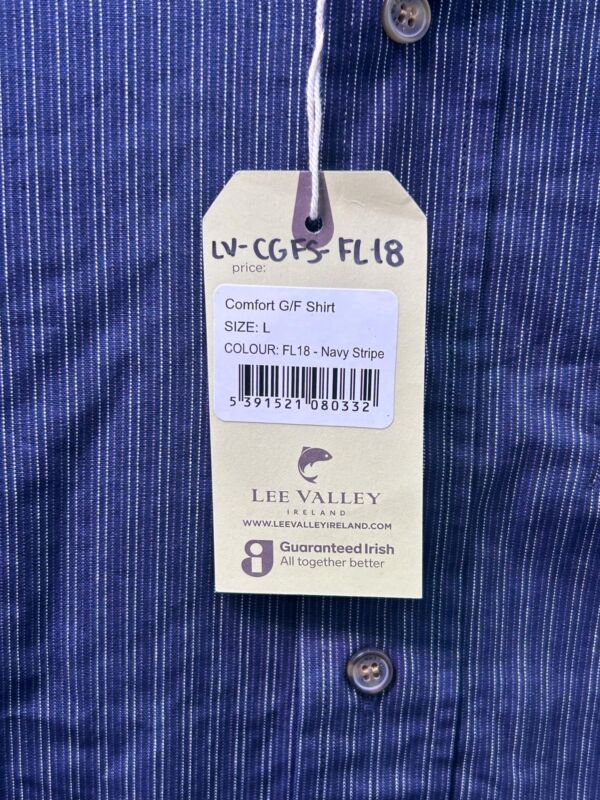 LV-CGFS-FL18
price:
Comfort G/F Shirt
SIZE: L
COLOUR: FL18 - Navy Stripe
5 391521 080332
LEE VALLEY
IRELAND
WWW.LEEVALLEYIRELAND.COM
Guaranteed Irish
All together better